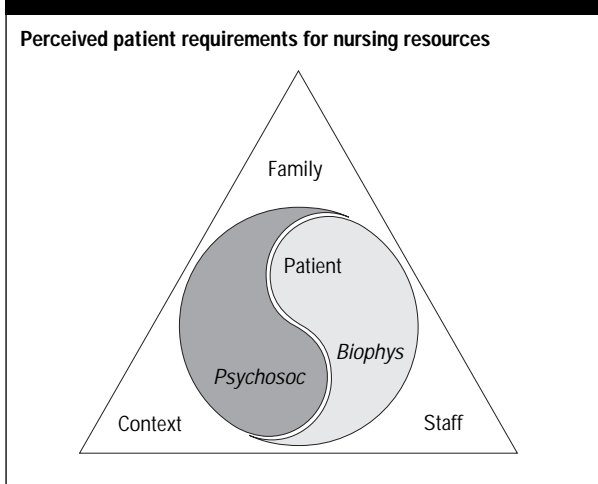 Perceived patient requirements for nursing resources
Family
Patient
Biophys
Psychosoc
Context
Staff